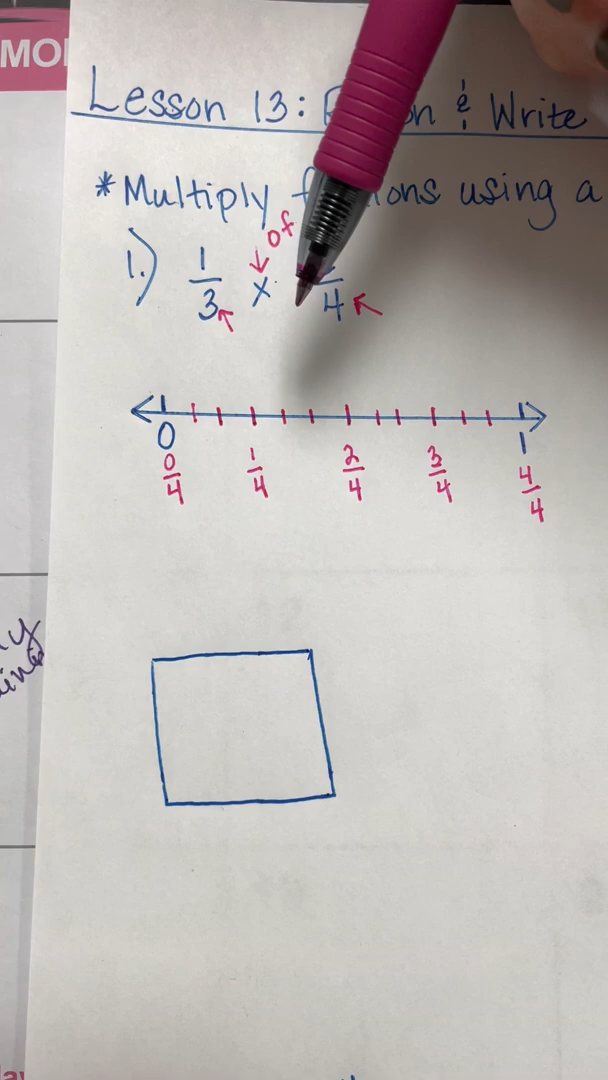 MO
Lesson 13: & Write
* Multiply using a
of
1.) 1/3 x /4
0 1
0/4 1/4 2/4 3/4 4/4